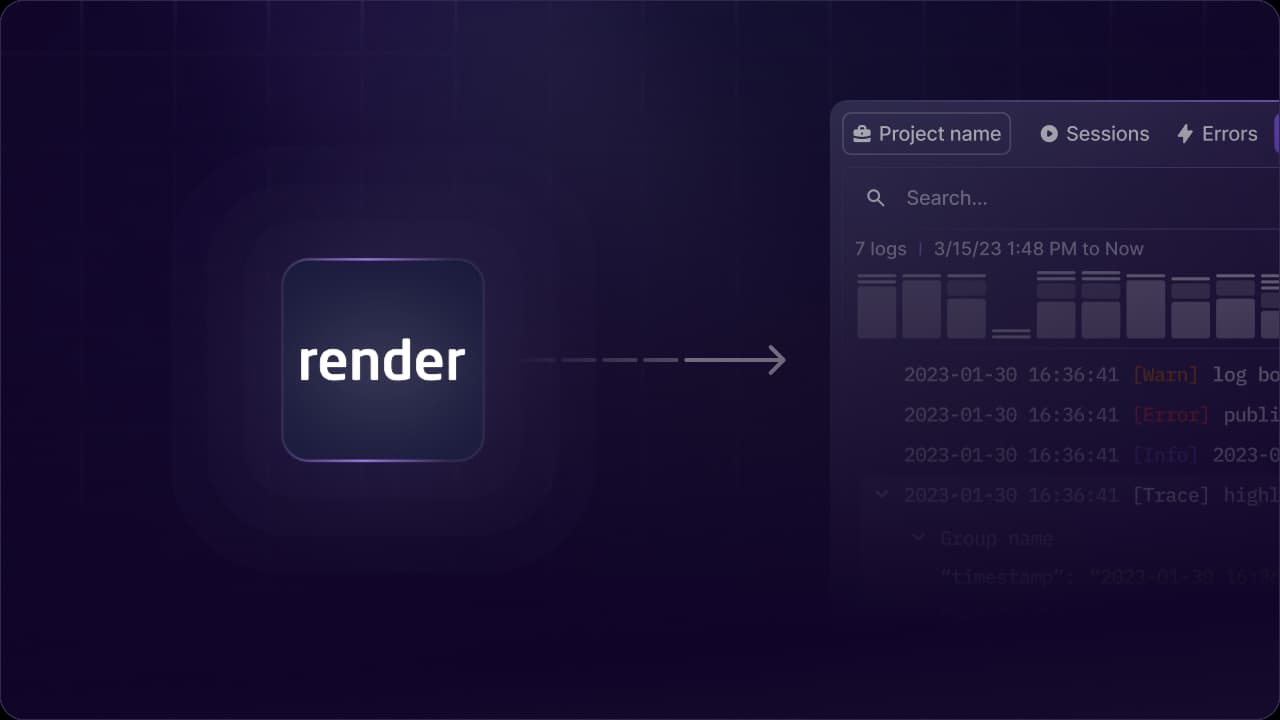 render
Project name Sessions Errors
Search...
7 logs | 3/15/23 1:48 PM to Now
2023-01-30 16:36:41 [Warn] log bo
2023-01-30 16:36:41 [Error] publi
2023-01-30 16:36:41 [Info] 2023-0
2023-01-30 16:36:41 [Trace] highl
Group name
“timestamp”: “2023-01-30 16:36